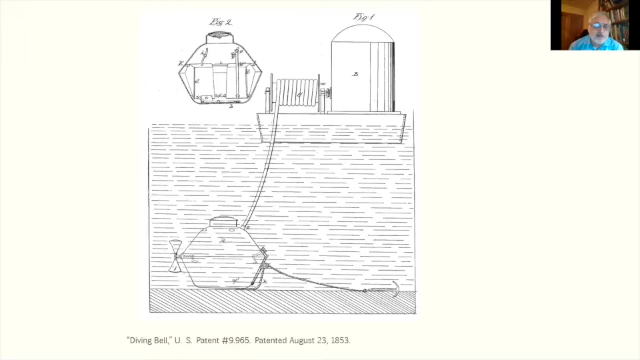 Fig 2
Fig 1
B
"Diving Bell," U. S. Patent #9,965. Patented August 23, 1853.